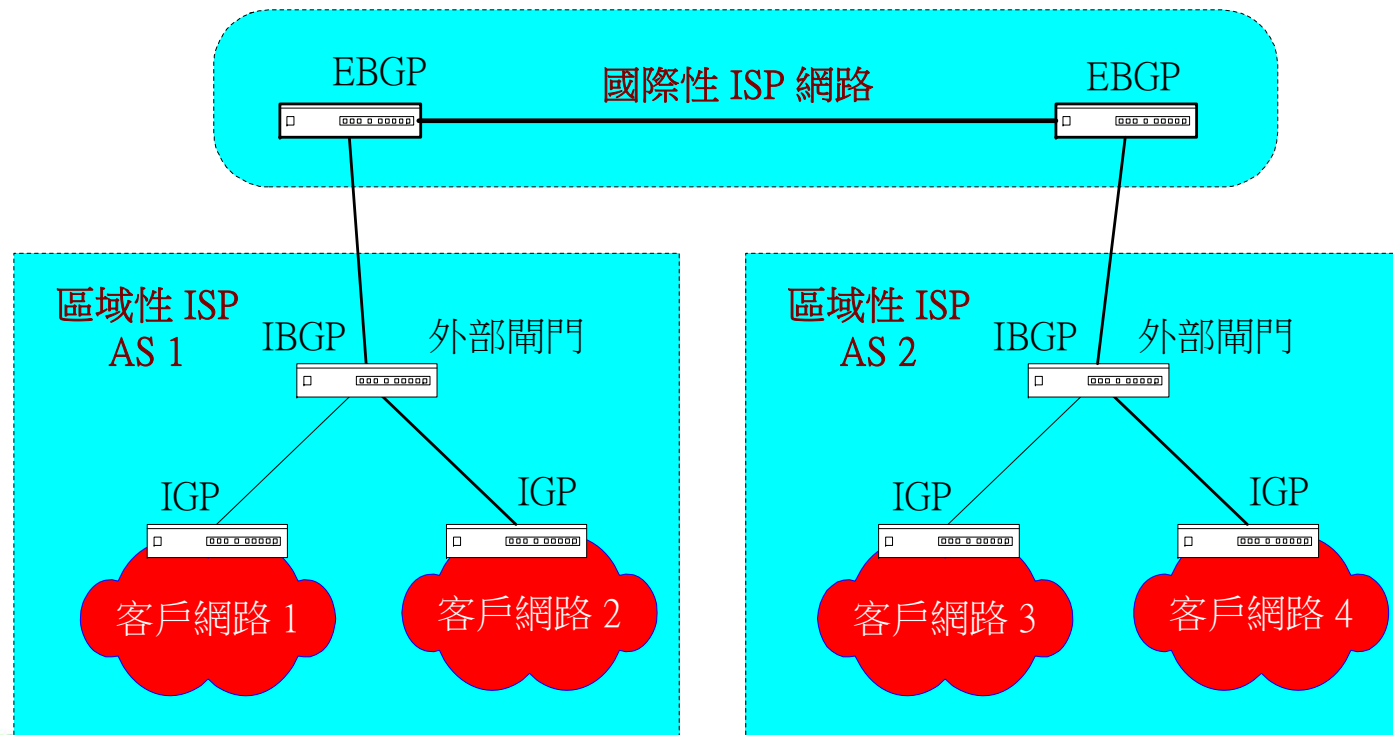 EBGP
國際性 ISP 網路
EBGP
區域性 ISP
AS 1
IBGP
外部閘門
IGP
IGP
客戶網路 1
客戶網路 2
區域性 ISP
AS 2
IBGP
外部閘門
IGP
IGP
客戶網路 3
客戶網路 4